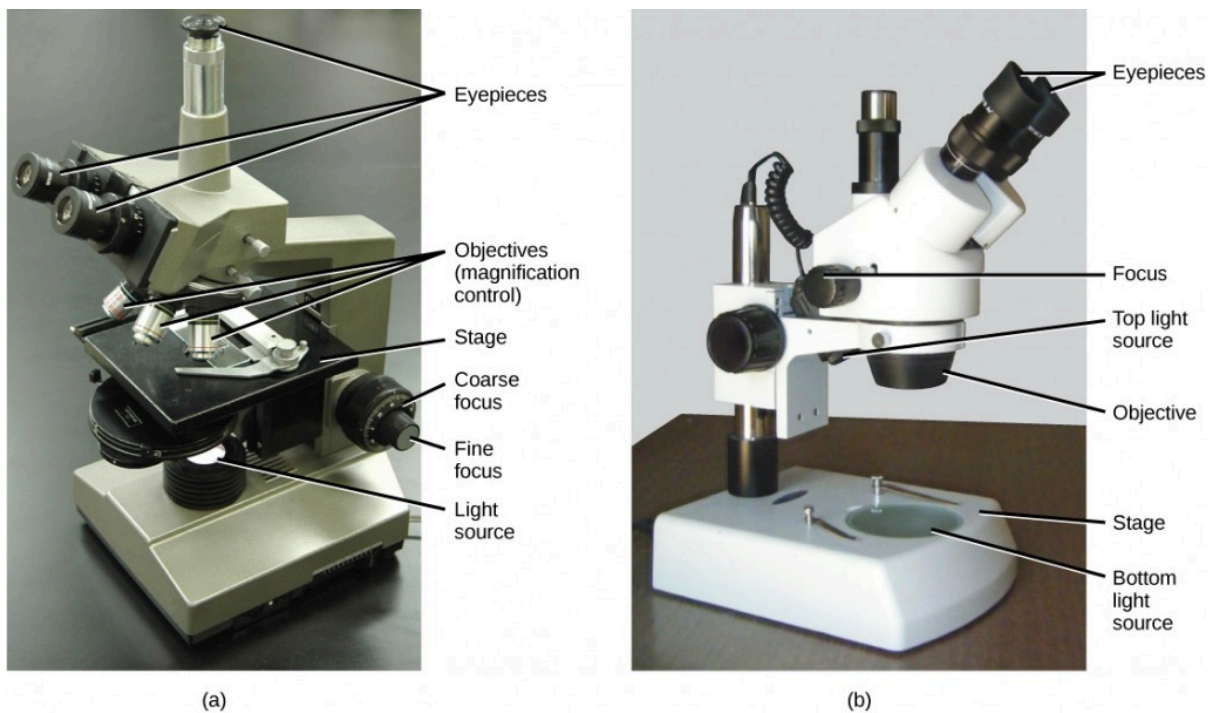 Eyepieces
Objectives
(magnification
control)
Stage
Coarse
focus
Fine
focus
Light
source
(a)
Eyepieces
Focus
Top light
source
Objective
Stage
Bottom
light
source
(b)